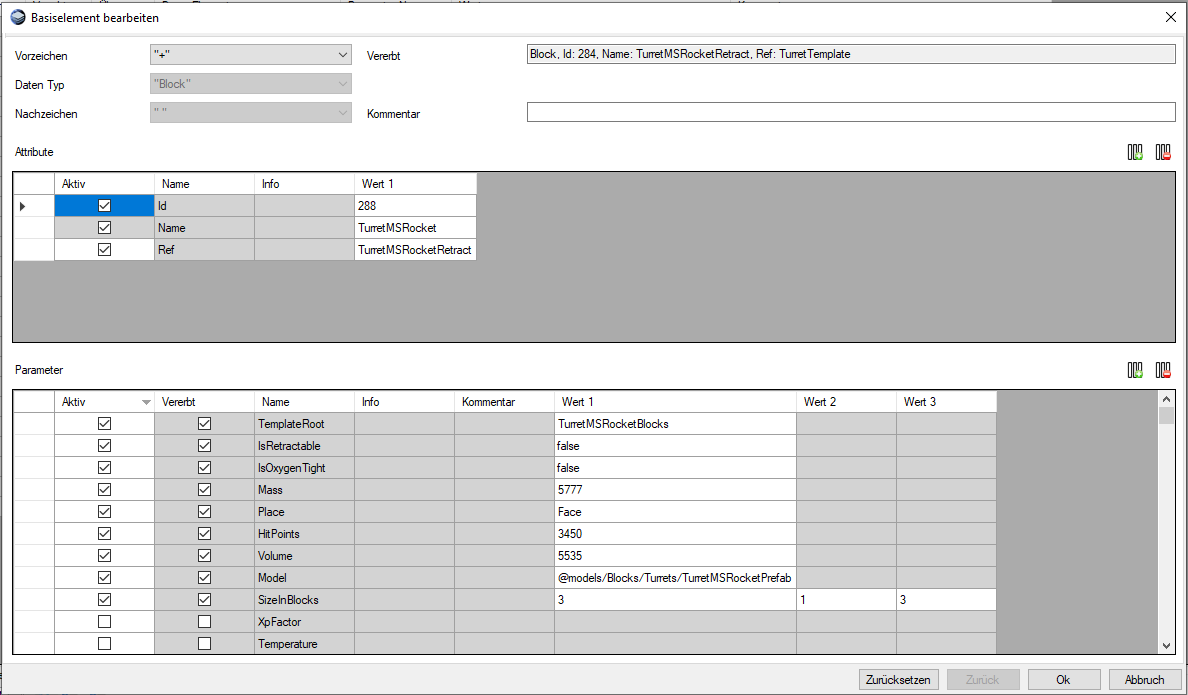 Basiselement bearbeiten
Vorzeichen "+" Vererbt Block, Id: 284, Name: TurretMSRocketRetract, Ref: TurretTemplate
Daten Typ "Block"
Nachzeichen " " Kommentar
Attribute
Aktiv Name Info Wert 1
Id 288
Name TurretMSRocket
Ref TurretMSRocketRetract
Parameter
Aktiv Vererbt Name Info Kommentar Wert 1 Wert 2 Wert 3
TemplateRoot TurretMSRocketBlocks
IsRetractable false
IsOxygenTight false
Mass 5777
Place Face
HitPoints 3450
Volume 5535
Model @models/Blocks/Turrets/TurretMSRocketPrefab
SizeInBlocks 3 1 3
XpFactor
Temperature
Zurücksetzen Zurück Ok Abbruch